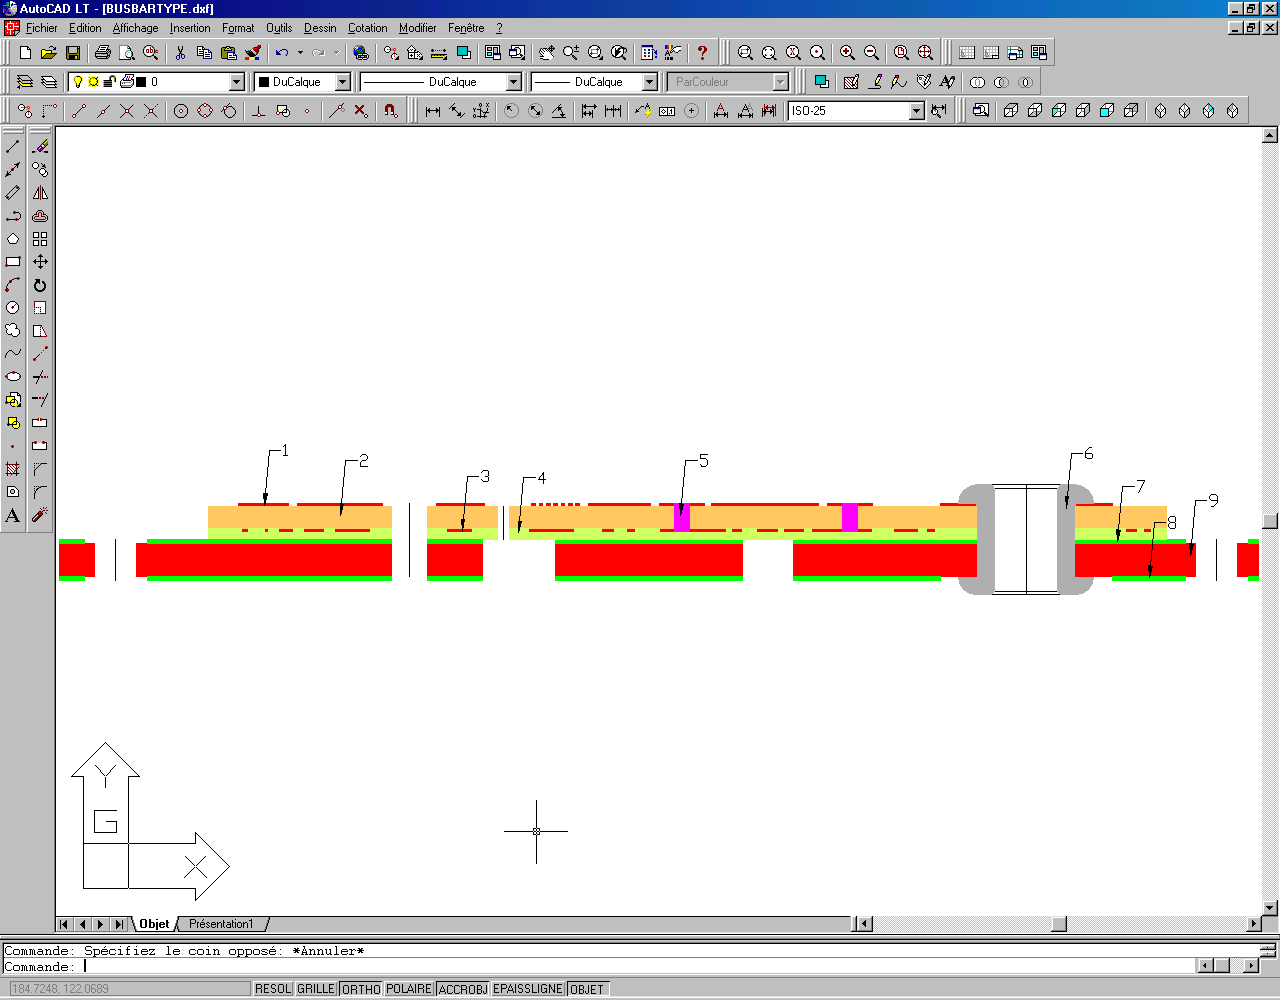 AutoCAD LT - [BUSBARTYPE.dxf]
Fichier Edition Affichage Insertion Format Outils Dessin Cotation Modifier Fenêtre ?
0 DuCalque DuCalque DuCalque ParCouleur
ISO-25
1
2
3
4
5
6
7
8
9
Y
G
X
Objet Présentation1
Commande: Spécifiez le coin opposé: *Annuler*
Commande:
184.7248, 122.0689 RESOL GRILLE ORTHO POLAIRE ACCROBJ EPAISSLIGNE OBJET